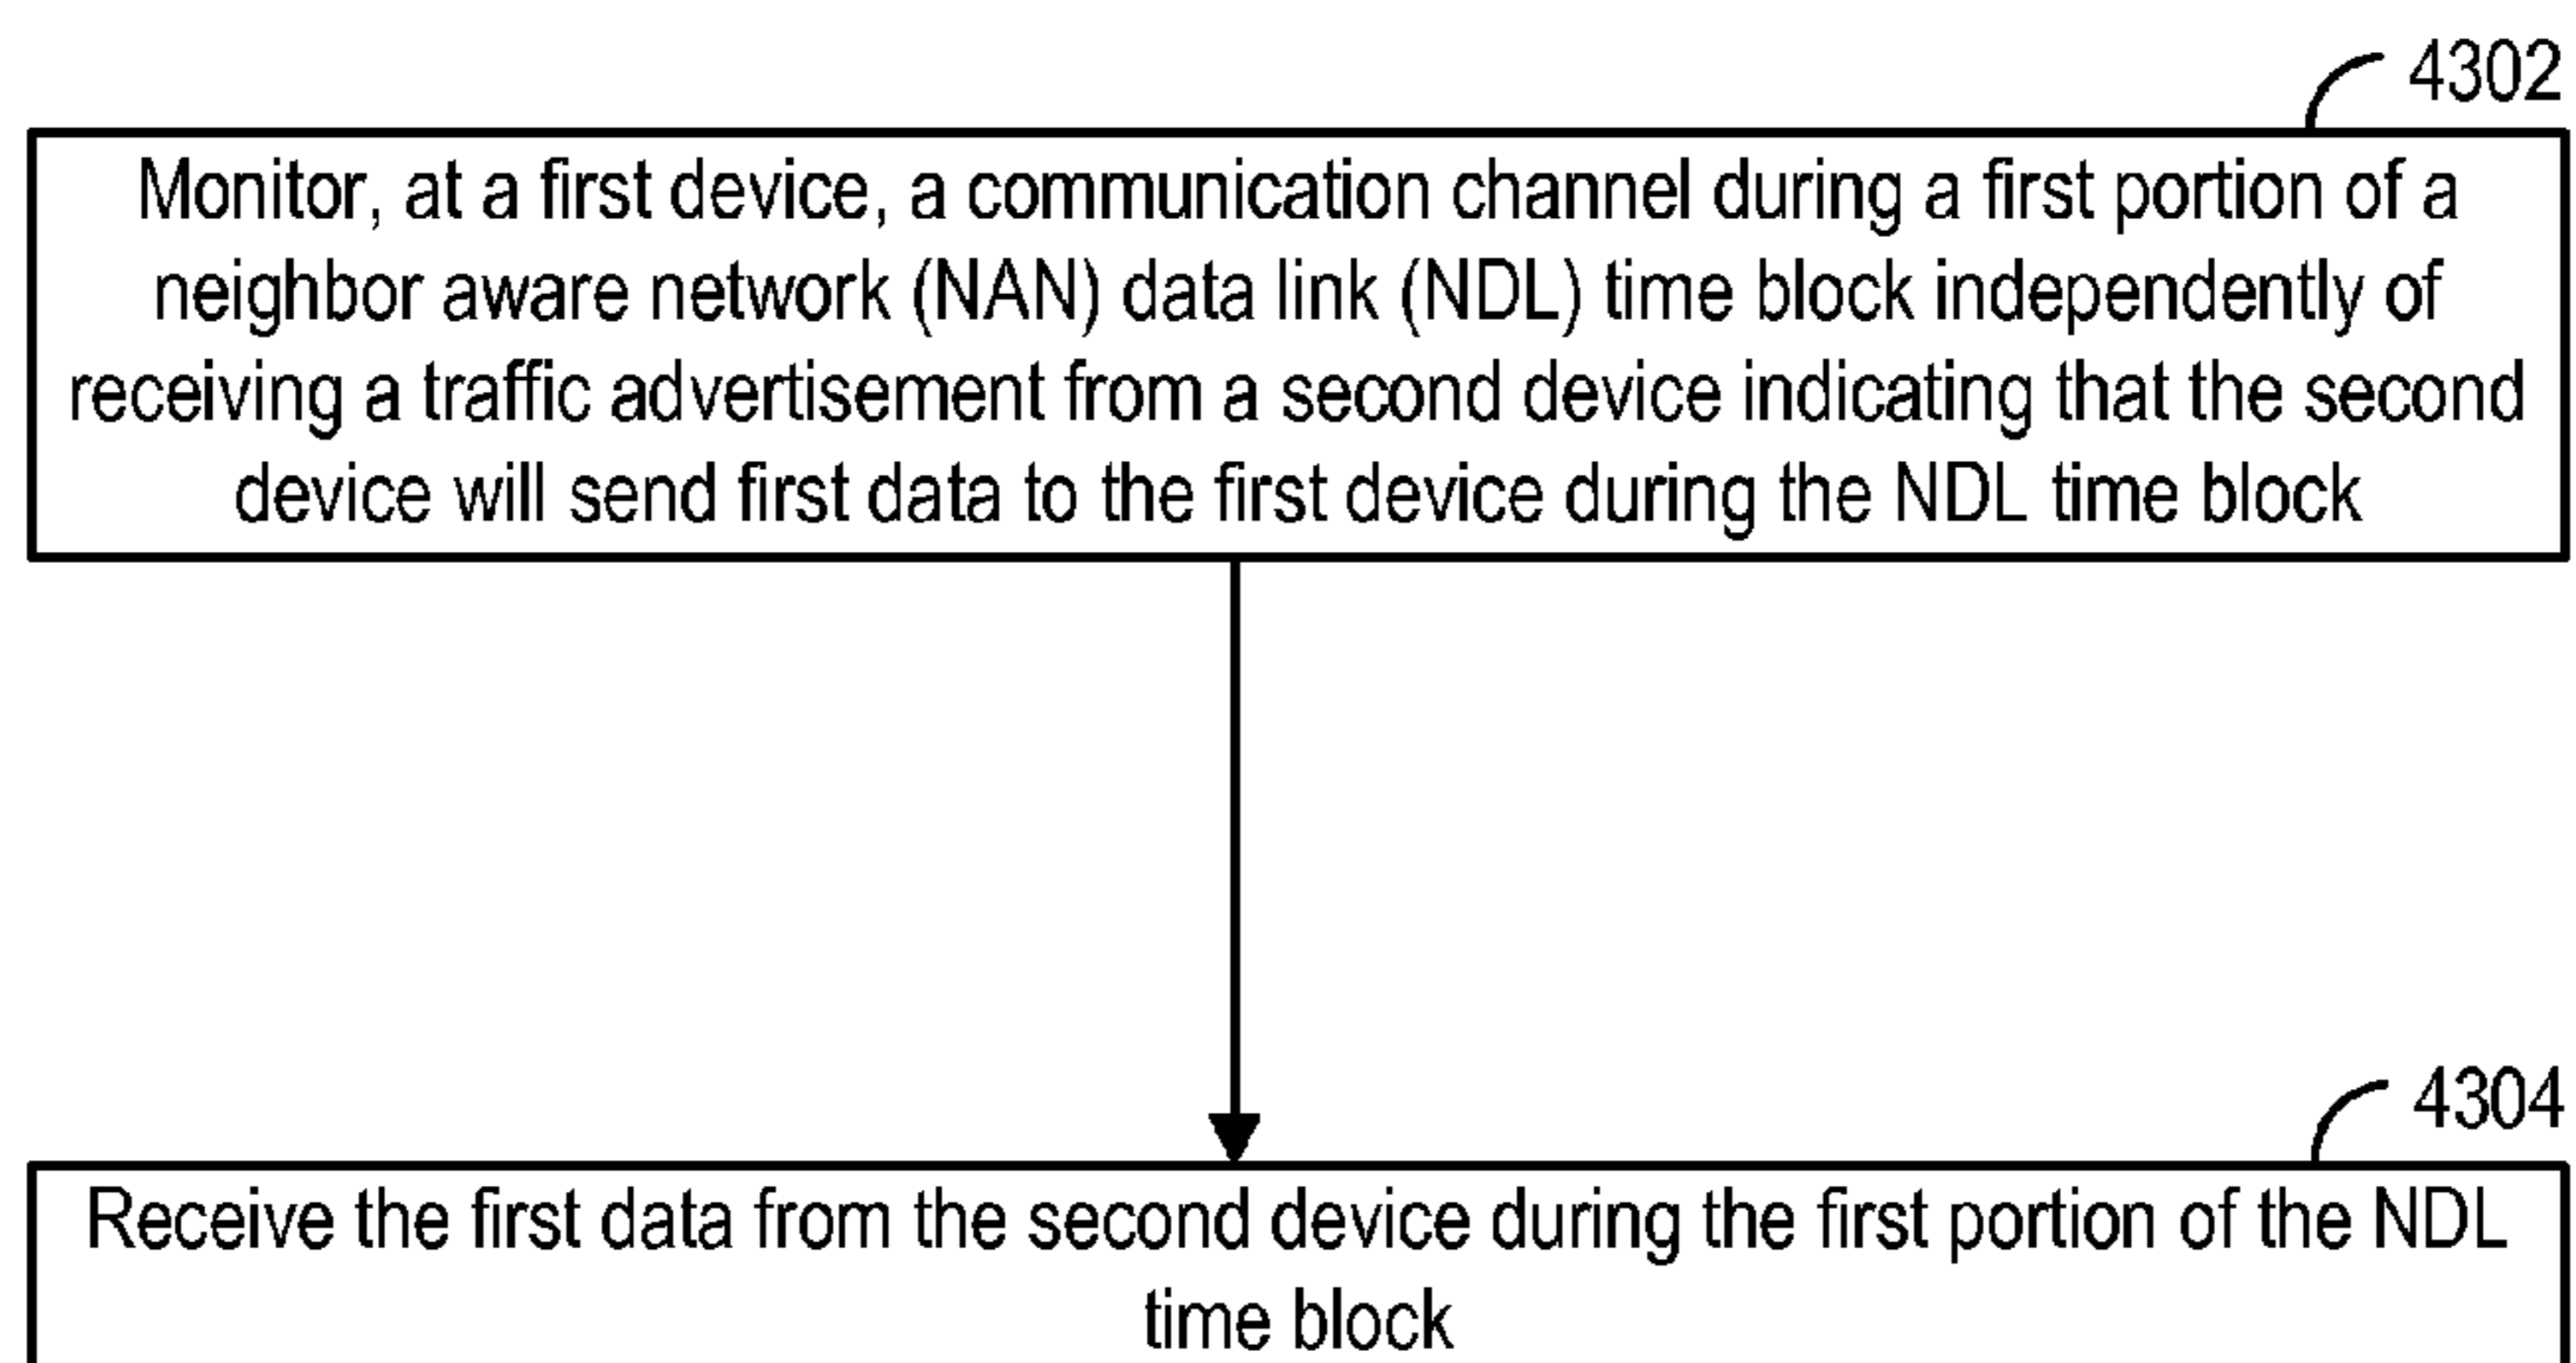 4302
Monitor, at a first device, a communication channel during a first portion of a
neighbor aware network (NAN) data link (NDL) time block independently of
receiving a traffic advertisement from a second device indicating that the second
device will send first data to the first device during the NDL time block
4304
Receive the first data from the second device during the first portion of the NDL
time block